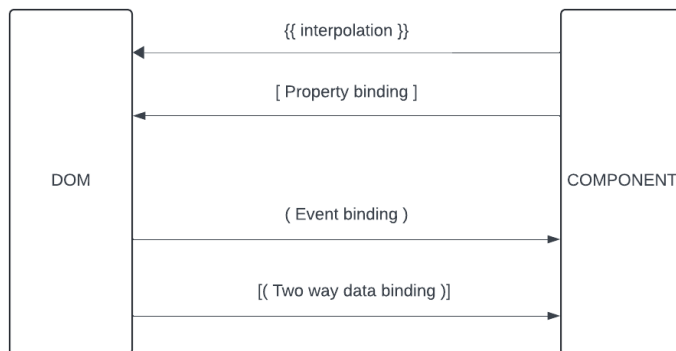 {{ interpolation }}
[ Property binding ]
DOM
COMPONENT
( Event binding )
[( Two way data binding )]